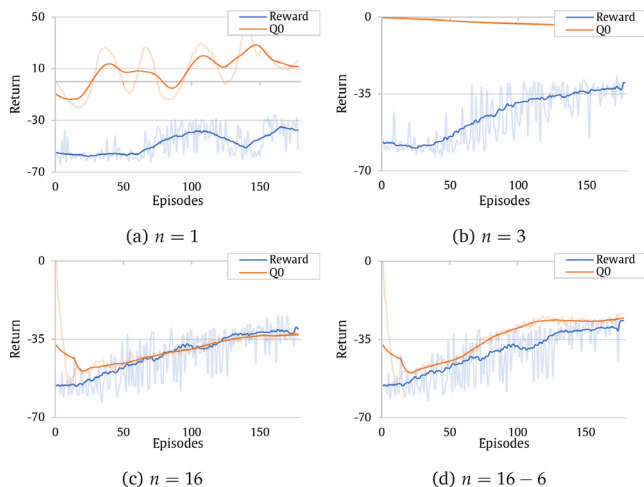 50
10
-30
-70
Return
0
50
100
150
Episodes
Reward
Q0
(a) n = 1
0
-35
-70
Return
0
50
100
150
Episodes
Reward
Q0
(b) n = 3
0
-35
-70
Return
0
50
100
150
Episodes
Reward
Q0
(c) n = 16
0
-35
-70
Return
0
50
100
150
Episodes
Reward
Q0
(d) n = 16 − 6